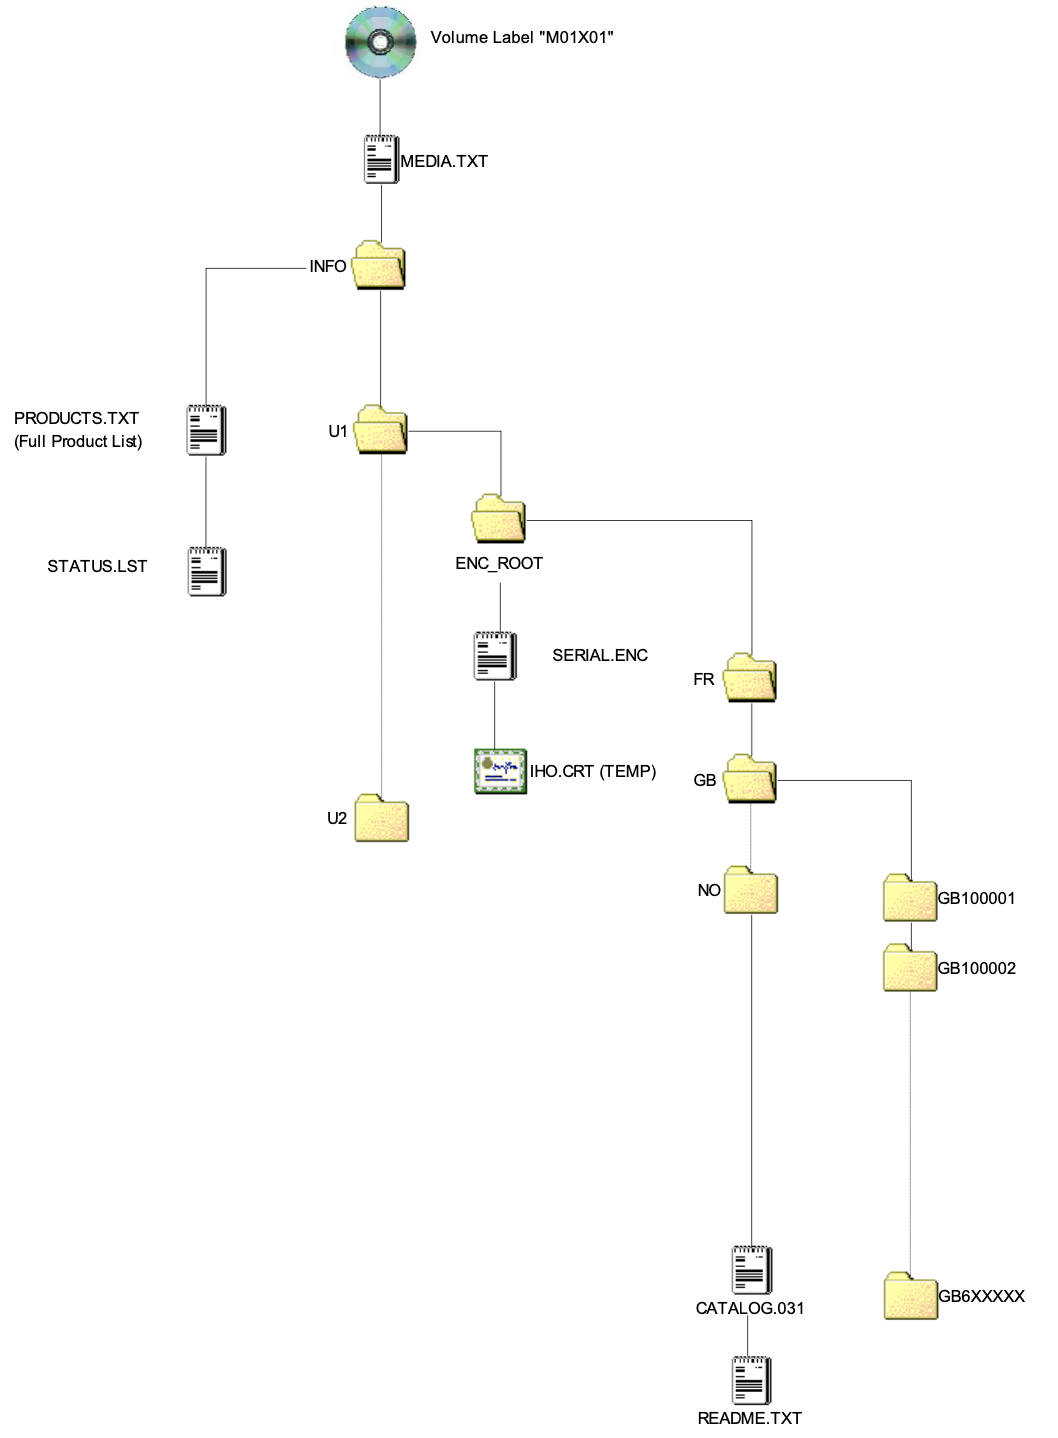 Volume Label "M01X01"
MEDIA.TXT
INFO
PRODUCTS.TXT
(Full Product List)
U1
STATUS.LST
ENC_ROOT
SERIAL.ENC
FR
IHO.CRT (TEMP)
GB
U2
NO
GB100001
GB100002
GB6XXXXX
CATALOG.031
README.TXT